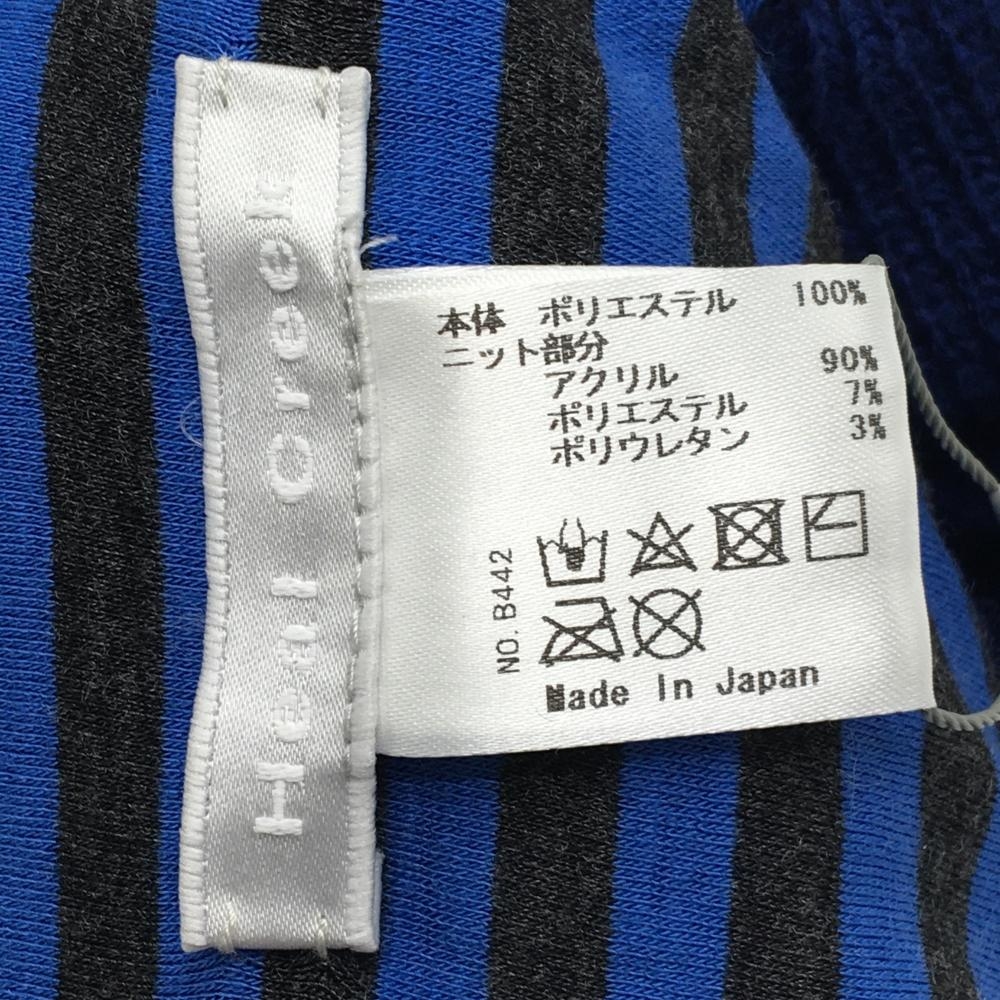 Heal Creek
本体 ポリエステル 100%
ニット部分
アクリル 90%
ポリエステル 7%
ポリウレタン 3%
NO. B442
Made In Japan